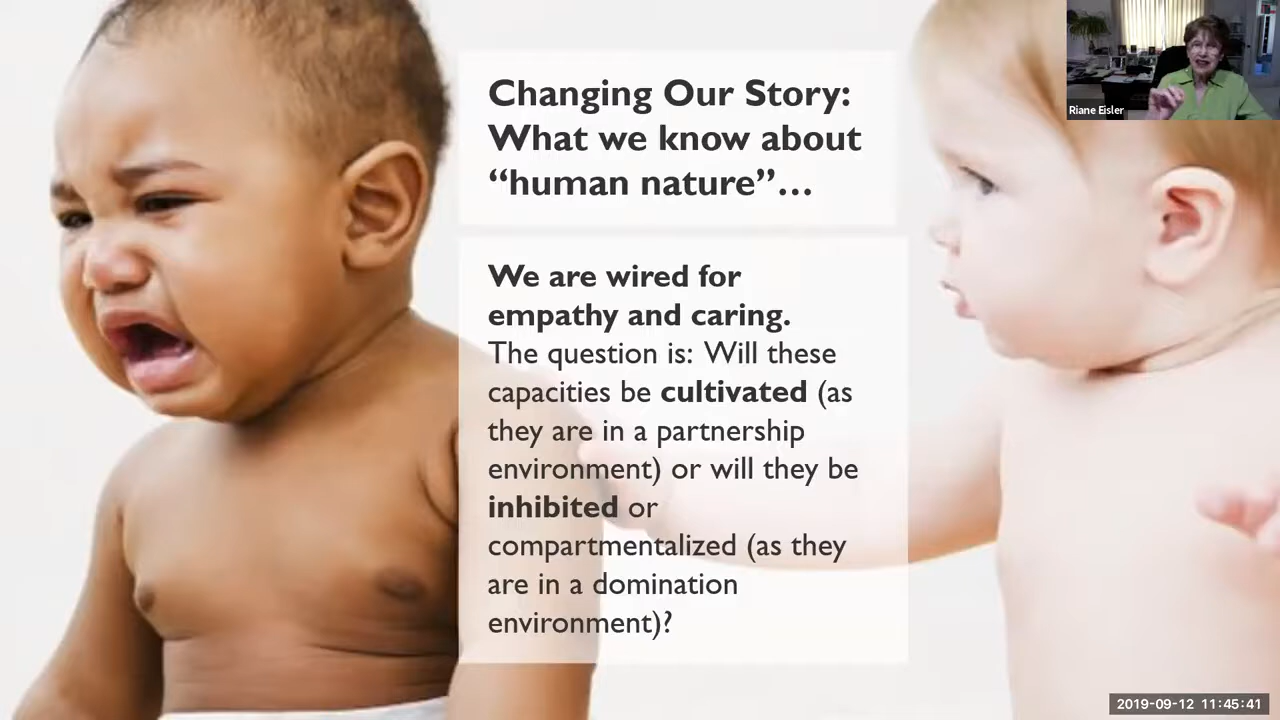 Changing Our Story:
What we know about
“human nature”…
We are wired for
empathy and caring.
The question is: Will these
capacities be cultivated (as
they are in a partnership
environment) or will they be
inhibited or
compartmentalized (as they
are in a domination
environment)?
Riane Eisler
2019-09-12 11:45:41